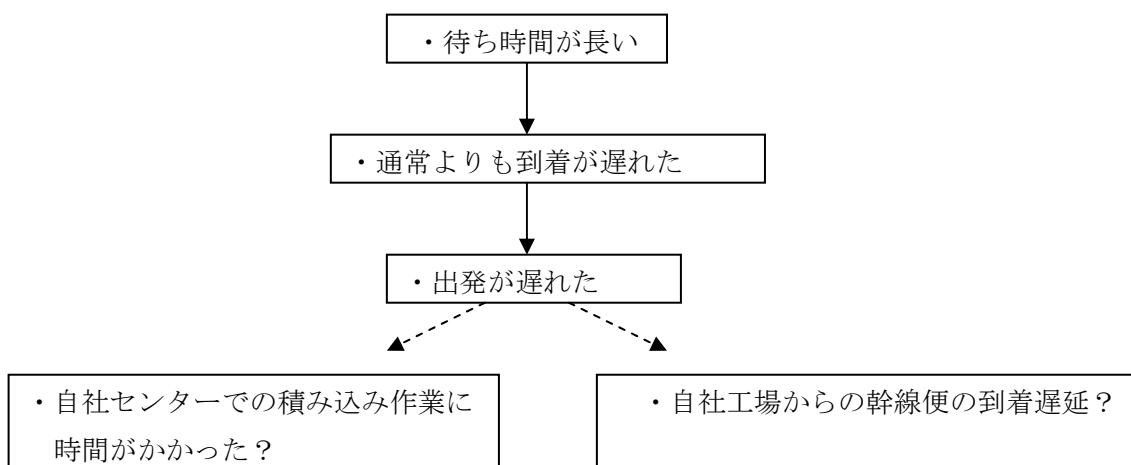 ・待ち時間が長い
・通常よりも到着が遅れた
・出発が遅れた
・自社センターでの積み込み作業に
時間がかかった？
・自社工場からの幹線便の到着遅延？